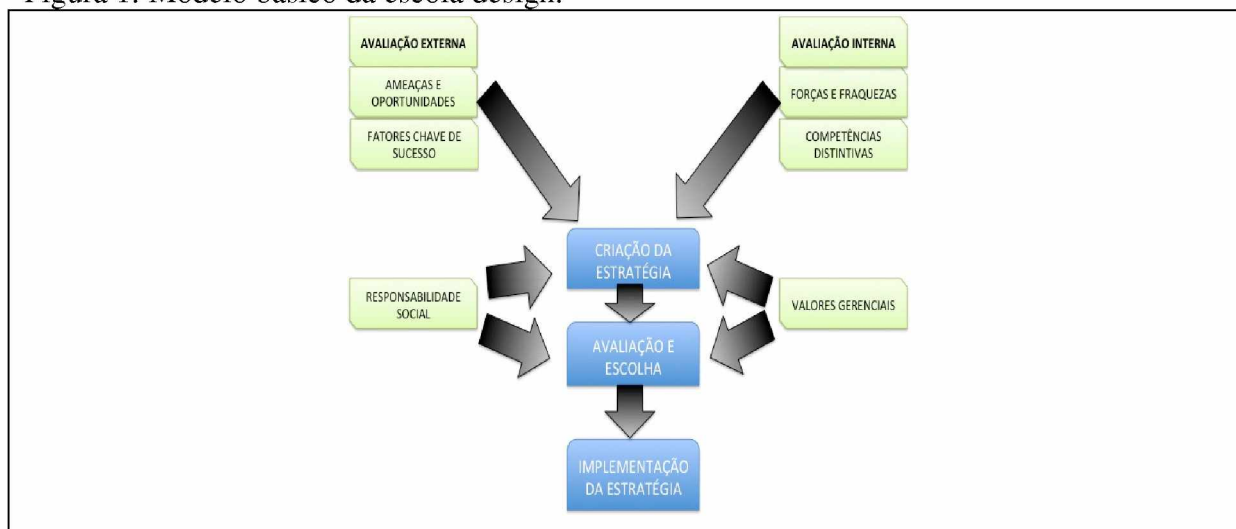 Figura 1: Modelo básico da escola design.
AVALIAÇÃO EXTERNA
AMEAÇAS E
OPORTUNIDADES
FATORES CHAVE DE
SUCESSO
AVALIAÇÃO INTERNA
FORÇAS E FRAQUEZAS
COMPETÊNCIAS
DISTINTIVAS
CRIAÇÃO DA
ESTRATÉGIA
RESPONSABILIDADE
SOCIAL
VALORES GERENCIAIS
AVALIAÇÃO E
ESCOLHA
IMPLEMENTAÇÃO
DA ESTRATÉGIA